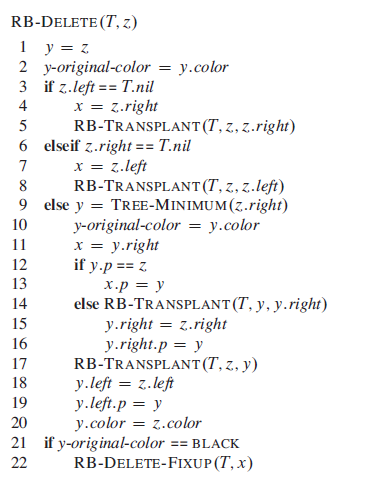 RB-DELETE(T, z)
1 y = z
2 y-original-color = y.color
3 if z.left == T.nil
4 x = z.right
5 RB-TRANSPLANT(T, z, z.right)
6 elseif z.right == T.nil
7 x = z.left
8 RB-TRANSPLANT(T, z, z.left)
9 else y = TREE-MINIMUM(z.right)
10 y-original-color = y.color
11 x = y.right
12 if y.p == z
13 x.p = y
14 else RB-TRANSPLANT(T, y, y.right)
15 y.right = z.right
16 y.right.p = y
17 RB-TRANSPLANT(T, z, y)
18 y.left = z.left
19 y.left.p = y
20 y.color = z.color
21 if y-original-color == BLACK
22 RB-DELETE-FIXUP(T, x)